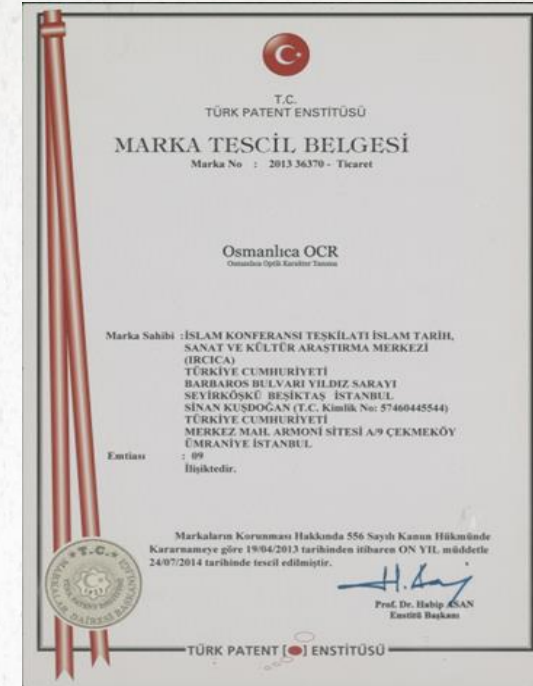 T.C.
TÜRK PATENT ENSTİTÜSÜ
MARKA TESCİL BELGESİ
Marka No : 2013 36370 - Ticaret
Osmanlıca OCR
Osmanlıca Optik Karakter Tanıma
Marka Sahibi :İSLAM KONFERANSI TEŞKİLATI İSLAM TARİH,
SANAT VE KÜLTÜR ARAŞTIRMA MERKEZİ
(IRCICA)
TÜRKİYE CUMHURİYETİ
BARBAROS BULVARI YILDIZ SARAYI
SEYİRKÖŞKÜ BEŞİKTAŞ İSTANBUL
SİNAN KUŞDOĞAN (T.C. Kimlik No: 57460445544)
TÜRKİYE CUMHURİYETİ
MERKEZ MAH. ARMONİ SİTESİ A/9 ÇEKMEKÖY
ÜMRANİYE İSTANBUL
Emtiası : 09
İlişiktedir.
Markaların Korunması Hakkında 556 Sayılı Kanun Hükmünde
Kararnameye göre 19/04/2013 tarihinden itibaren ON YIL müddetle
24/07/2014 tarihinde tescil edilmiştir.
Prof. Dr. Habip ASAN
Enstitü Başkanı
T.C.
MARKALAR DAİRESİ BAŞKANLIĞI
TÜRK PATENT ENSTİTÜSÜ